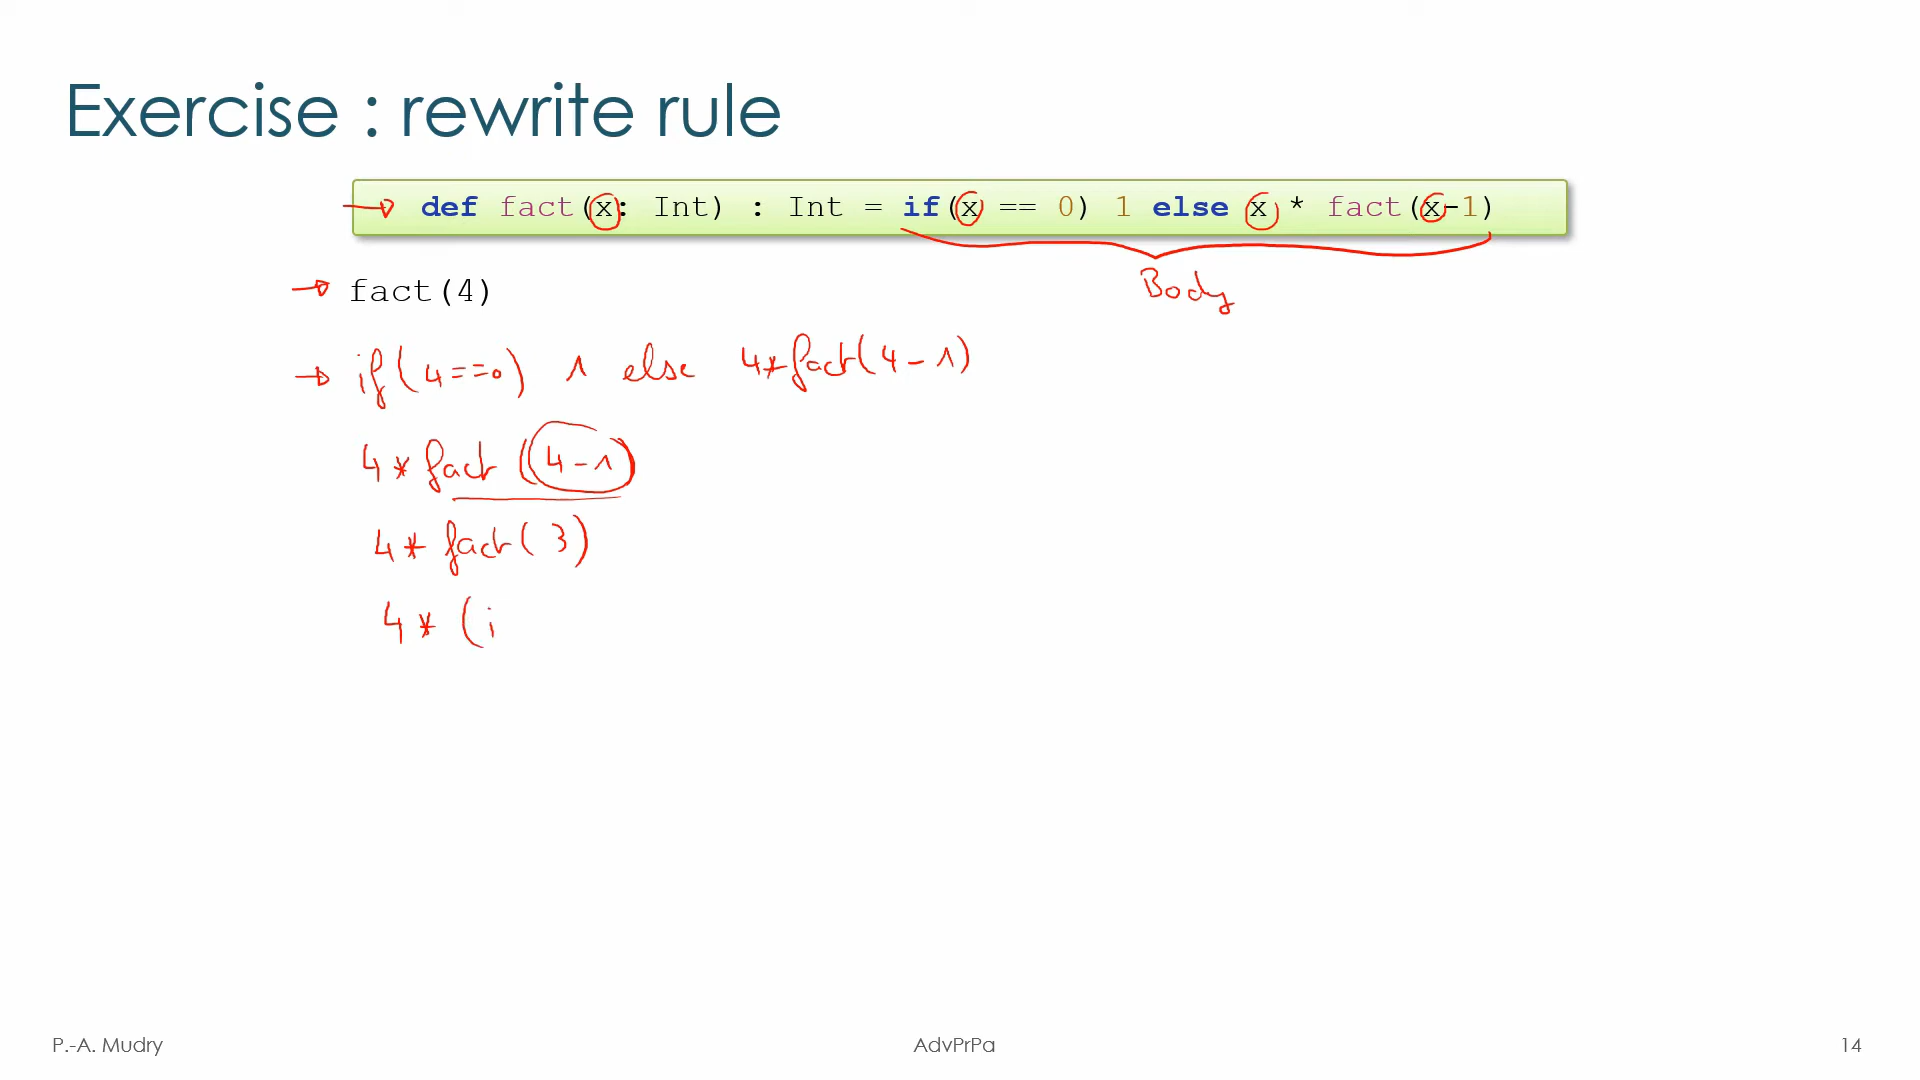 Exercise : rewrite rule
def fact(x: Int) : Int = if(x == 0) 1 else x * fact(x-1)
Body
fact(4)
if(4==0) 1 else 4*fact(4-1)
4*fact(4-1)
4*fact(3)
4*(i
P.-A. Mudry
AdvPrPa
14